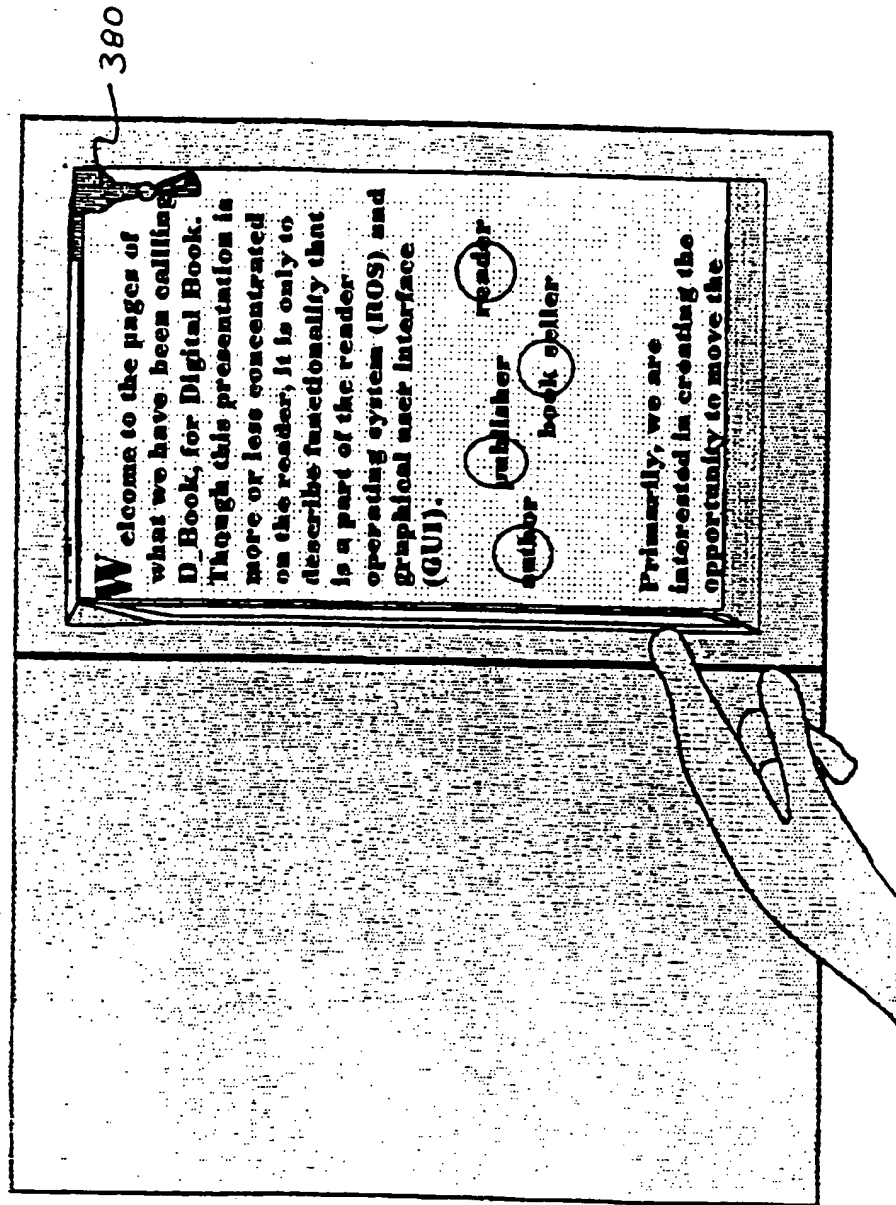 380
Welcome to the pages of
what we have been callling
D_Book, for Digital Book.
Though this presentation is
more or less concentrated
on the reader, it is only to
describe functionality that
is a part of the reader
operating system (ROS) and
graphical user interface
(GUI).
author
publisher
book seller
reader
Primarily, we are
interested in creating the
opportunity to move the